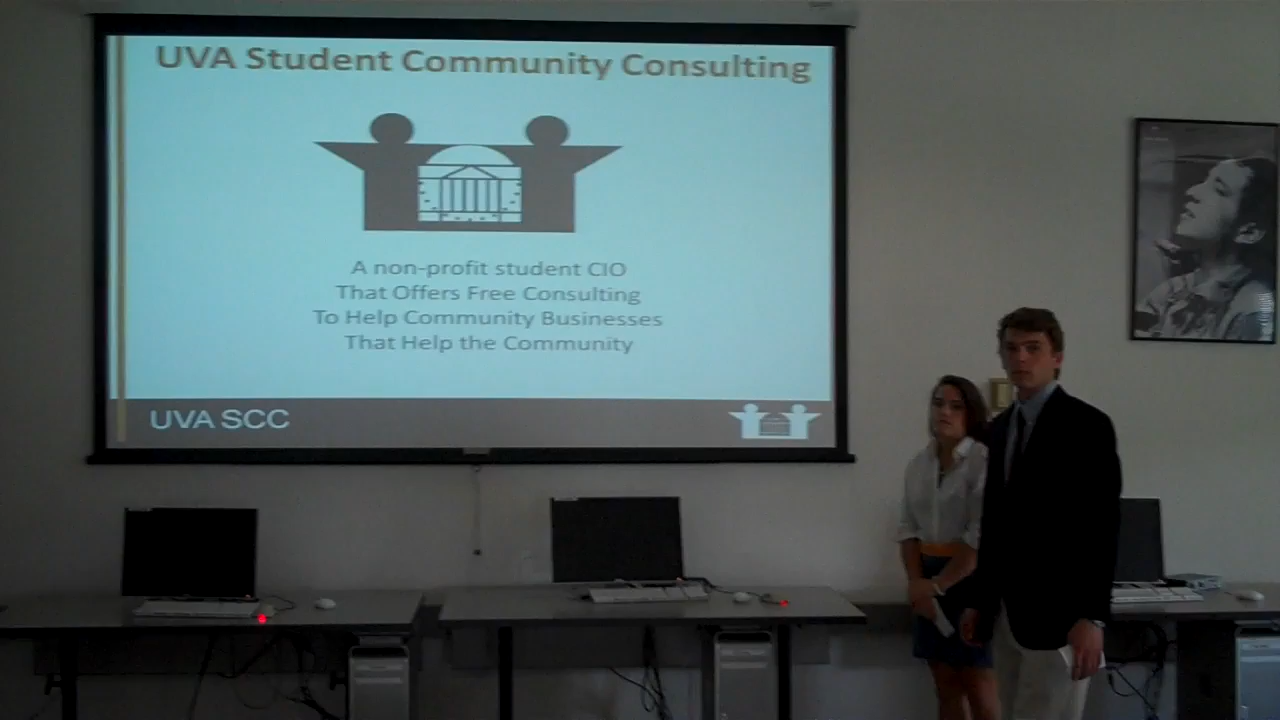 UVA Student Community Consulting
A non-profit student CIO
That Offers Free Consulting
To Help Community Businesses
That Help the Community
UVA SCC